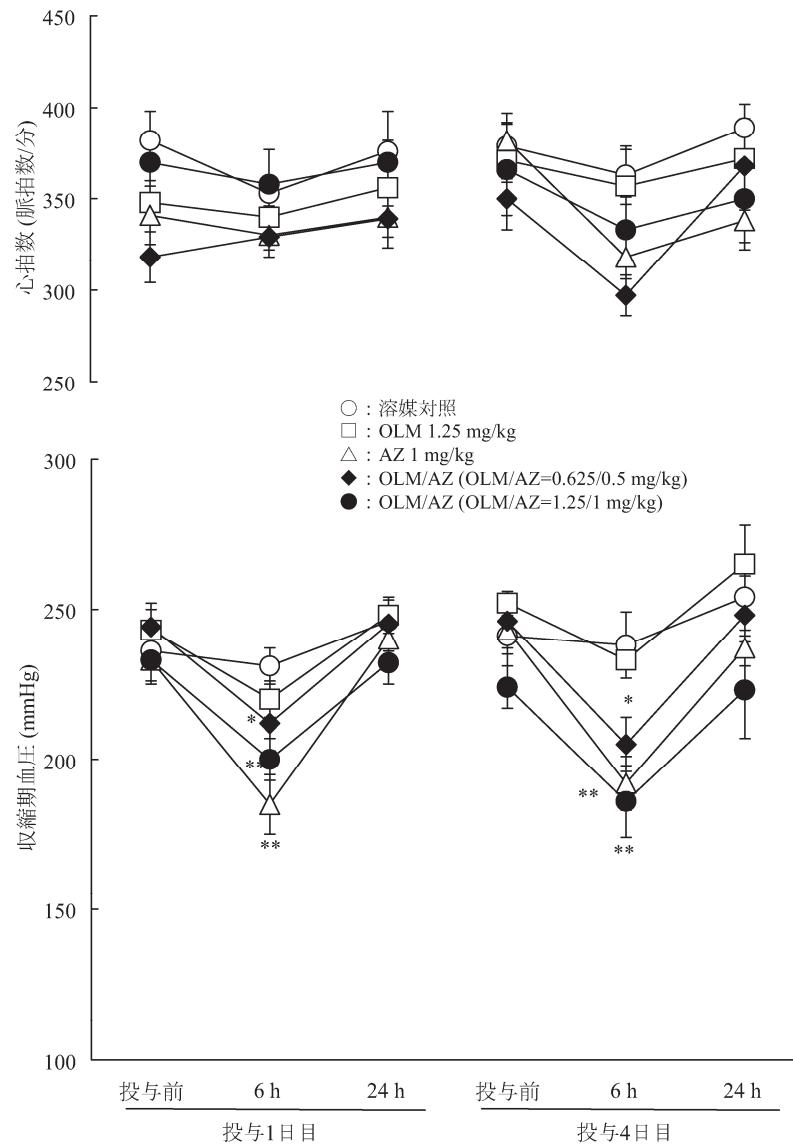 450
400
350
300
250
心拍数 (脈拍数/分)
○ : 溶媒対照
□ : OLM 1.25 mg/kg
△ : AZ 1 mg/kg
◆ : OLM/AZ (OLM/AZ=0.625/0.5 mg/kg)
● : OLM/AZ (OLM/AZ=1.25/1 mg/kg)
300
250
200
150
100
収縮期血圧 (mmHg)
*
**
**
*
**
**
投与前 6 h 24 h 投与前 6 h 24 h
投与1日目 投与4日目